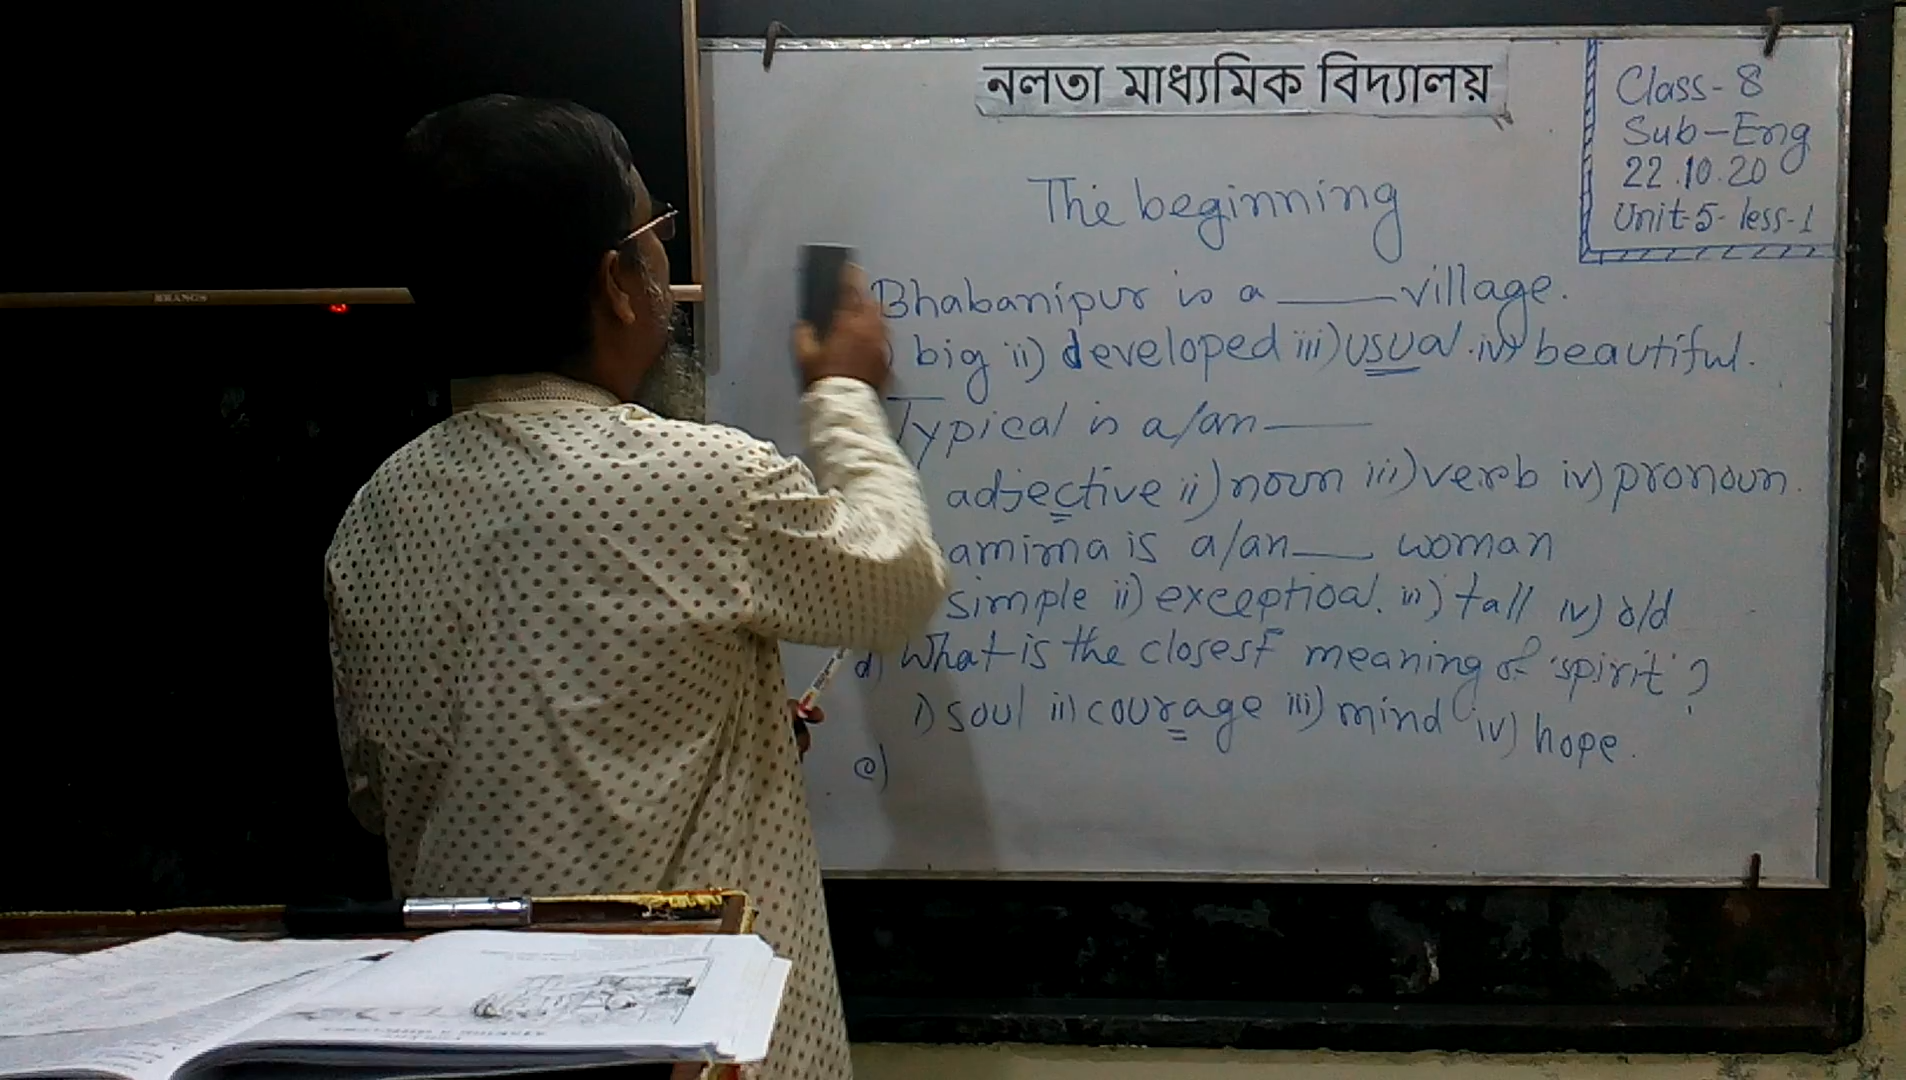 নলতা মাধ্যমিক বিদ্যালয়
Class-8
Sub-Eng
22.10.20
Unit-5-less-1
The beginning
Bhabanipur is a ____ village.
) big ii) developed iii) usual iv) beautiful.
Typical is a/an ____
adjective ii) noun iii) verb iv) pronoun.
amima is a/an ____ woman
simple ii) exceptioal. iii) tall iv) old
d) What is the closest meaning of 'spirit'?
i) soul ii) courage iii) mind iv) hope.
e)